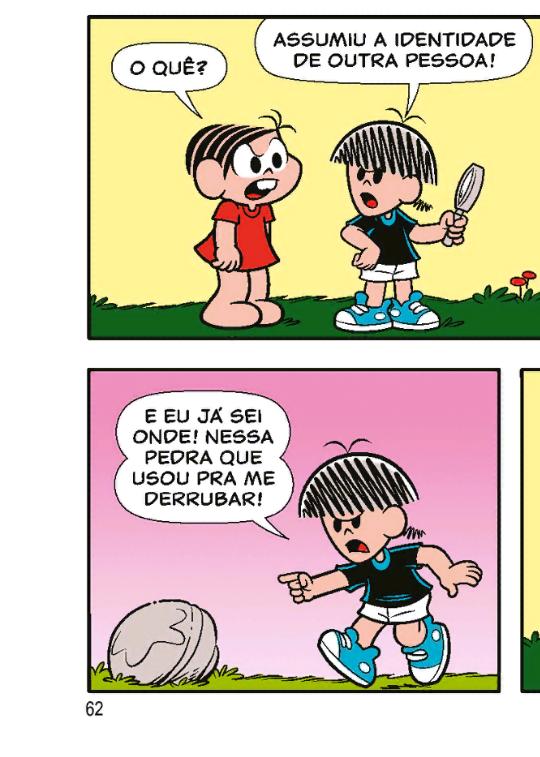 O QUÊ?
ASSUMIU A IDENTIDADE
DE OUTRA PESSOA!
E EU JÁ SEI
ONDE! NESSA
PEDRA QUE
USOU PRA ME
DERRUBAR!
62